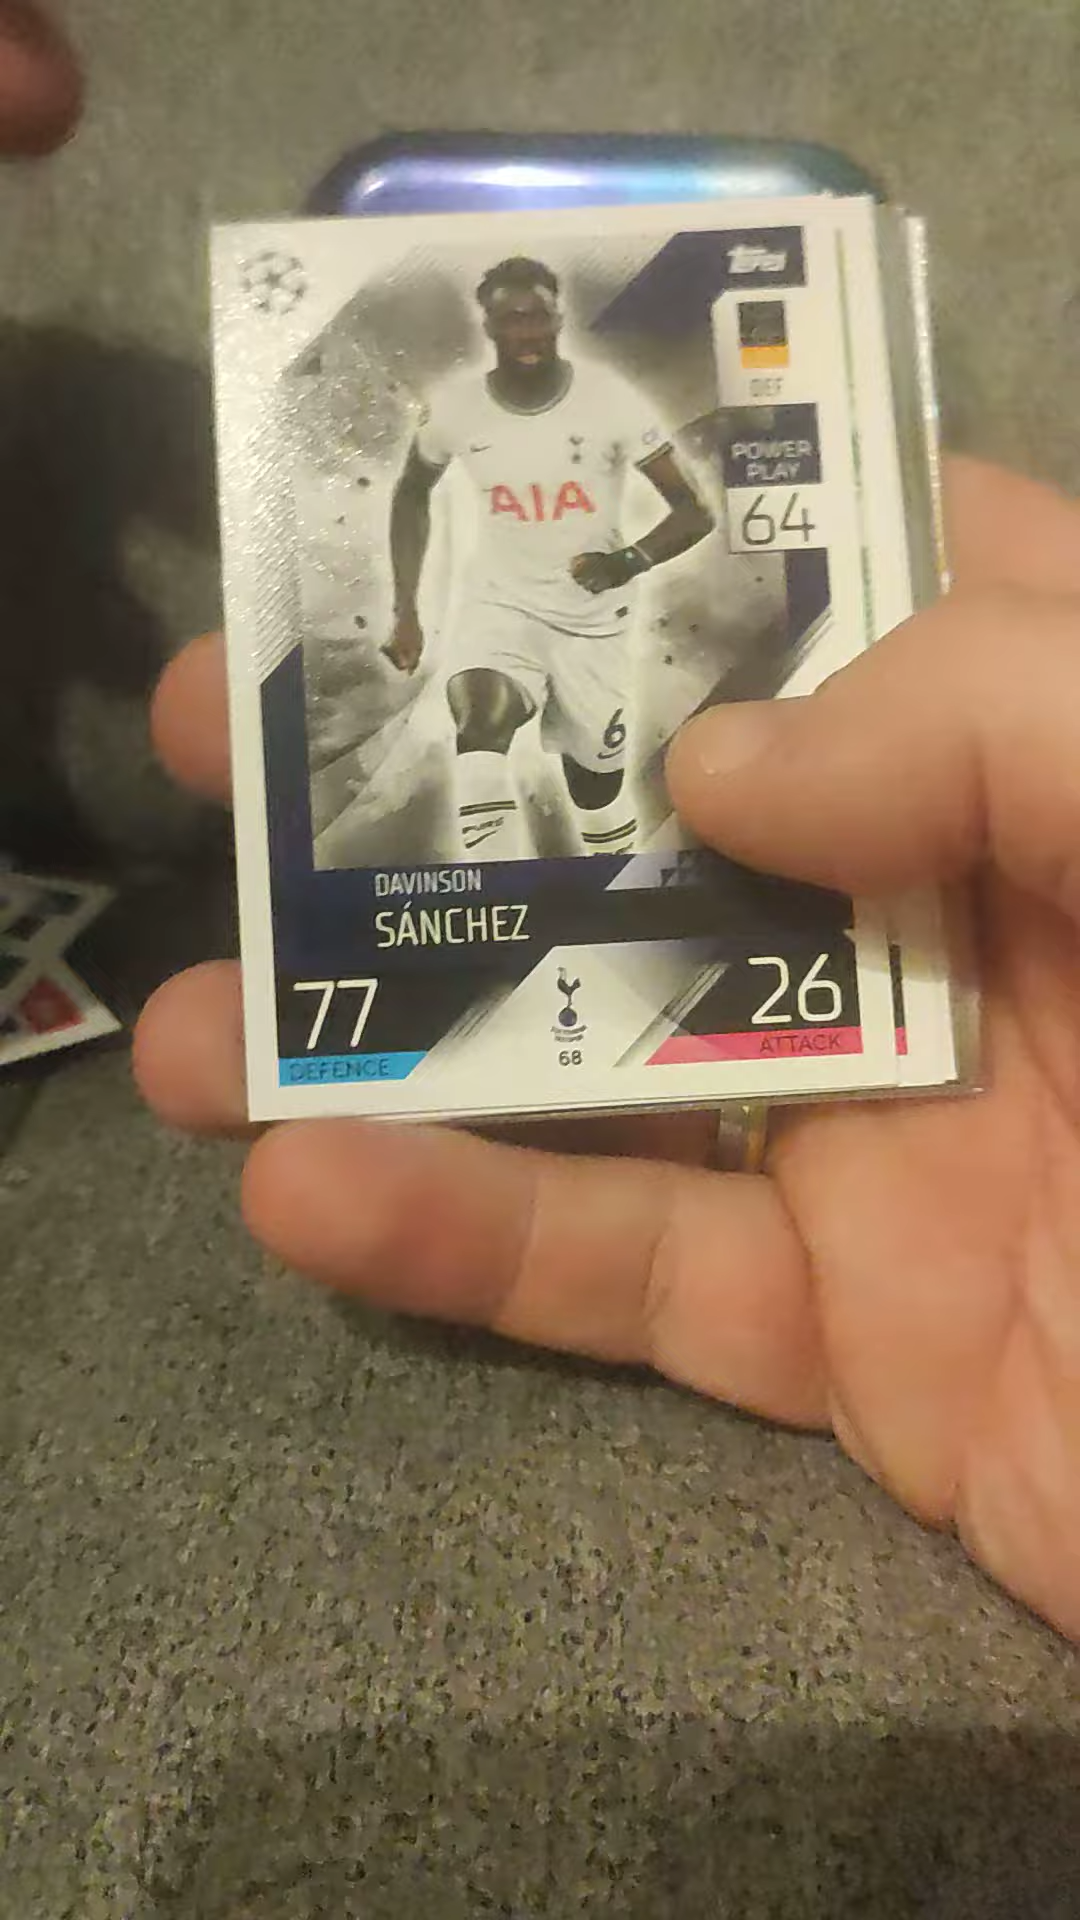 Topps
DEF
POWER
PLAY
64
AIA
6
DAVINSON
SÁNCHEZ
77
DEFENCE
26
ATTACK
68